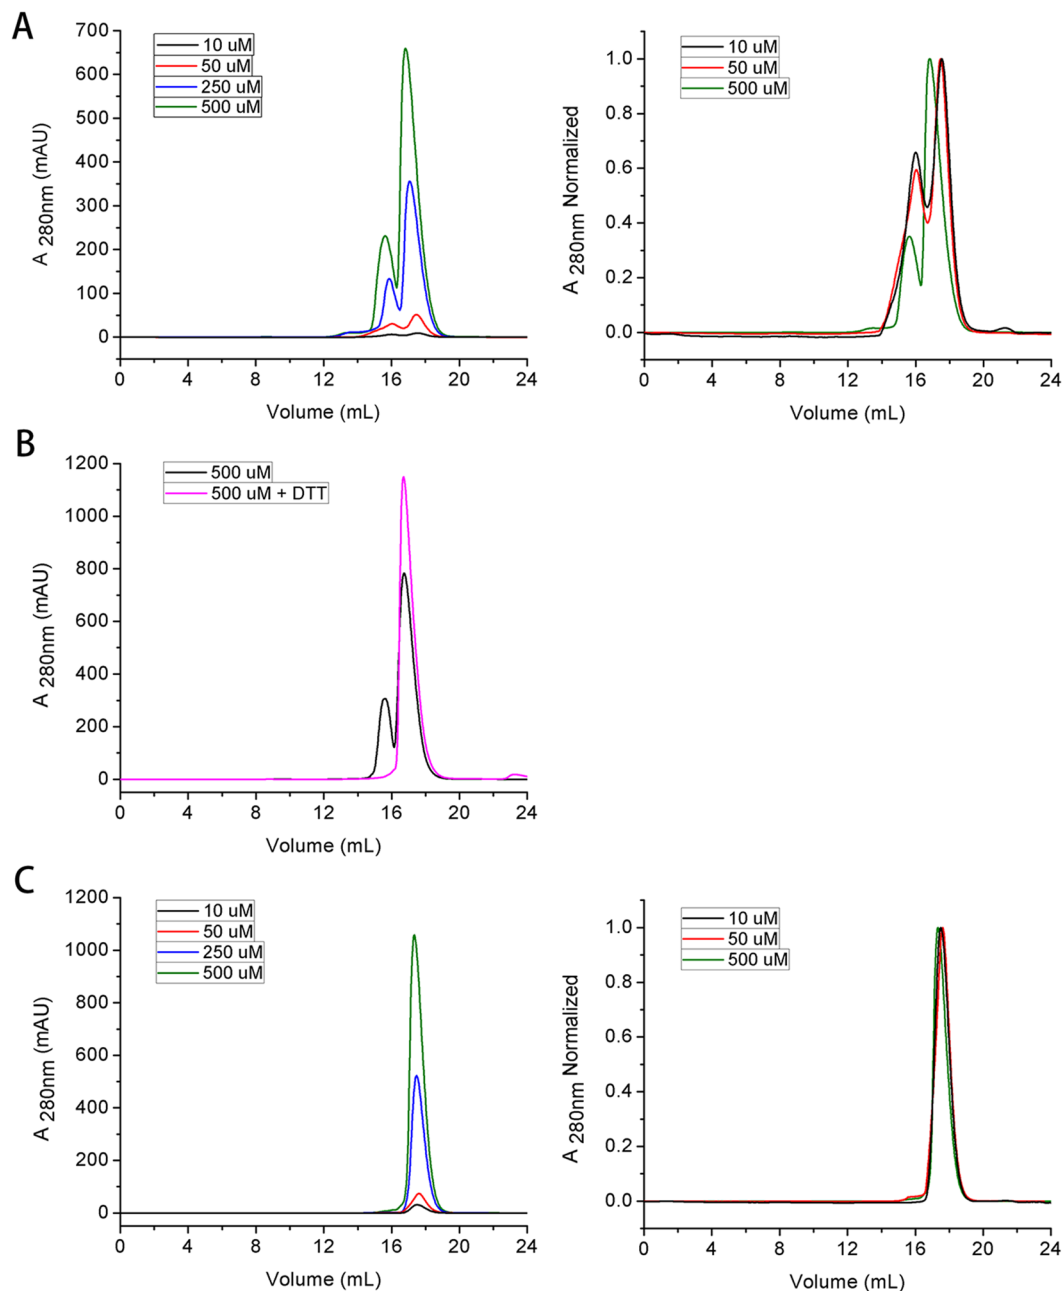 A
700
600
500
400
300
200
100
0
A 280nm (mAU)
10 uM
50 uM
250 uM
500 uM
0 4 8 12 16 20 24
Volume (mL)
1.0
0.8
0.6
0.4
0.2
0.0
A 280nm Normalized
10 uM
50 uM
500 uM
0 4 8 12 16 20 24
Volume (mL)
B
1200
1000
800
600
400
200
0
A 280nm (mAU)
500 uM
500 uM + DTT
0 4 8 12 16 20 24
Volume (mL)
C
1200
1000
800
600
400
200
0
A 280nm (mAU)
10 uM
50 uM
250 uM
500 uM
0 4 8 12 16 20 24
Volume (mL)
1.0
0.8
0.6
0.4
0.2
0.0
A 280nm Normalized
10 uM
50 uM
500 uM
0 4 8 12 16 20 24
Volume (mL)